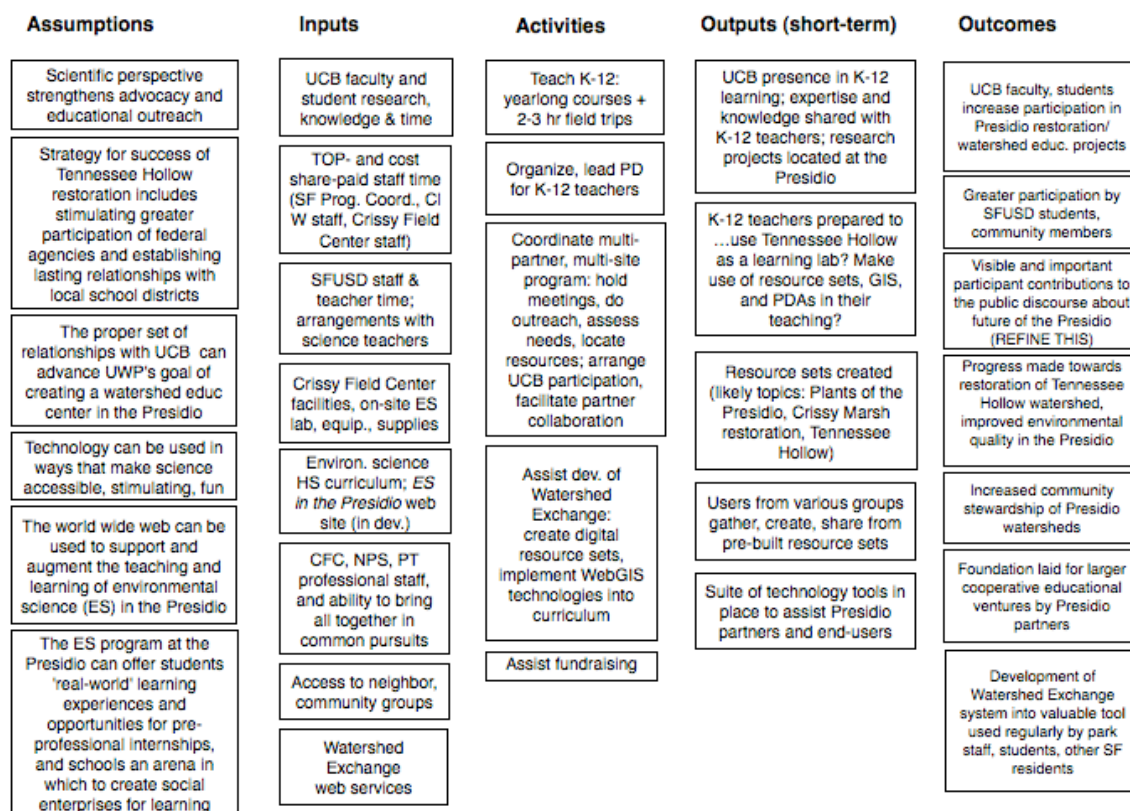 Assumptions
Scientific perspective
strengthens advocacy and
educational outreach
Strategy for success of
Tennessee Hollow
restoration includes
stimulating greater
participation of federal
agencies and establishing
lasting relationships with
local school districts
The proper set of
relationships with UCB can
advance UWP's goal of
creating a watershed educ
center in the Presidio
Technology can be used in
ways that make science
accessible, stimulating, fun
The world wide web can be
used to support and
augment the teaching and
learning of environmental
science (ES) in the Presidio
The ES program at the
Presidio can offer students
'real-world' learning
experiences and
opportunities for pre-
professional internships,
and schools an arena in
which to create social
enterprises for learning
Inputs
UCB faculty and
student research,
knowledge & time
TOP- and cost
share-paid staff time
(SF Prog. Coord., CI
W staff, Crissy Field
Center staff)
SFUSD staff &
teacher time;
arrangements with
science teachers
Crissy Field Center
facilities, on-site ES
lab, equip., supplies
Environ. science
HS curriculum; ES
in the Presidio web
site (in dev.)
CFC, NPS, PT
professional staff,
and ability to bring
all together in
common pursuits
Access to neighbor,
community groups
Watershed
Exchange
web services
Activities
Teach K-12:
yearlong courses +
2-3 hr field trips
Organize, lead PD
for K-12 teachers
Coordinate multi-
partner, multi-site
program: hold
meetings, do
outreach, assess
needs, locate
resources; arrange
UCB participation,
facilitate partner
collaboration
Assist dev. of
Watershed
Exchange:
create digital
resource sets,
implement WebGIS
technologies into
curriculum
Assist fundraising
Outputs (short-term)
UCB presence in K-12
learning; expertise and
knowledge shared with
K-12 teachers; research
projects located at the
Presidio
K-12 teachers prepared to
…use Tennessee Hollow
as a learning lab? Make
use of resource sets, GIS,
and PDAs in their
teaching?
Resource sets created
(likely topics: Plants of the
Presidio, Crissy Marsh
restoration, Tennessee
Hollow)
Users from various groups
gather, create, share from
pre-built resource sets
Suite of technology tools in
place to assist Presidio
partners and end-users
Outcomes
UCB faculty, students
increase participation in
Presidio restoration/
watershed educ. projects
Greater participation by
SFUSD students,
community members
Visible and important
participant contributions to
the public discourse about
future of the Presidio
(REFINE THIS)
Progress made towards
restoration of Tennessee
Hollow watershed,
improved environmental
quality in the Presidio
Increased community
stewardship of Presidio
watersheds
Foundation laid for larger
cooperative educational
ventures by Presidio
partners
Development of
Watershed Exchange
system into valuable tool
used regularly by park
staff, students, other SF
residents